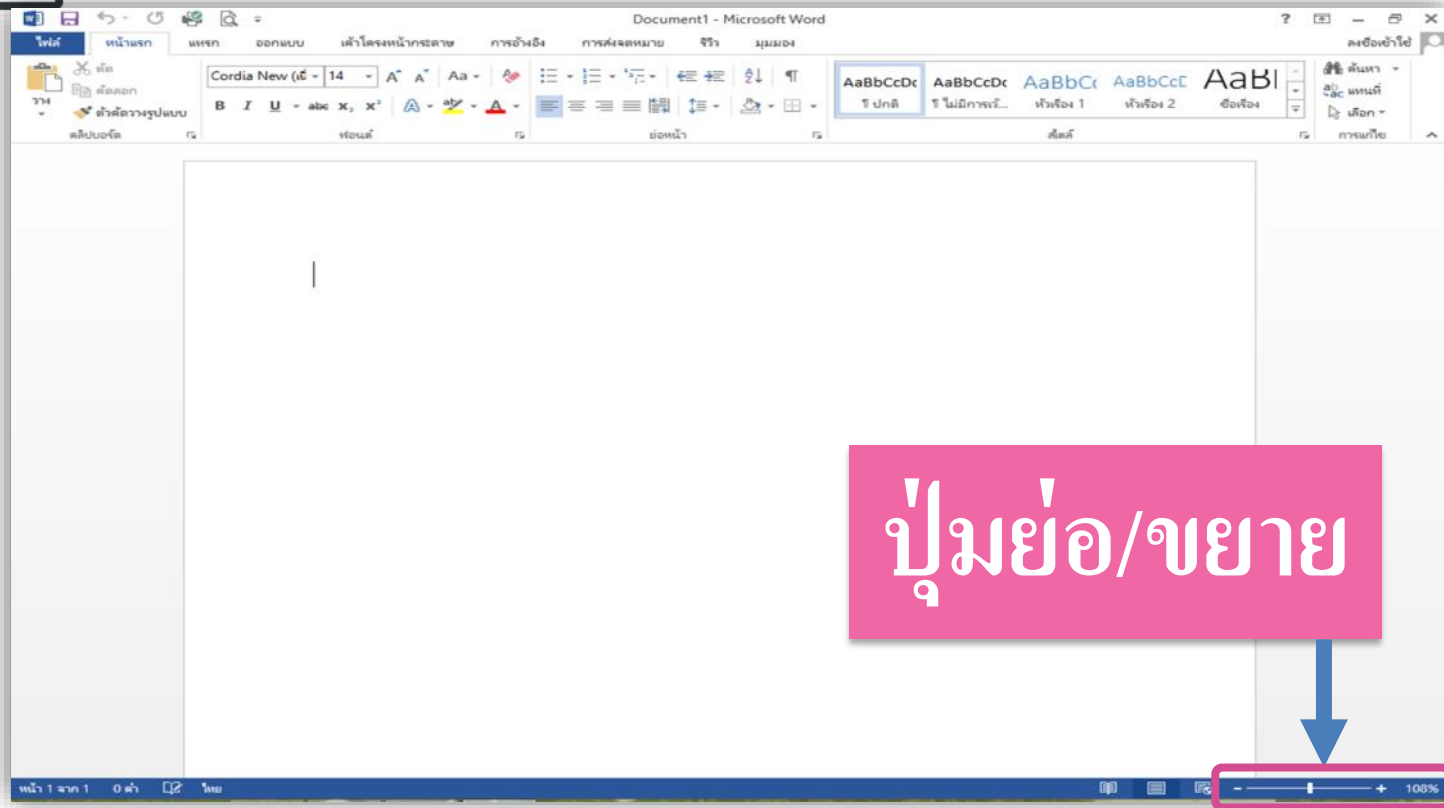 Document1 - Microsoft Word
ไฟล์ หน้าแรก แทรก ออกแบบ เค้าโครงหน้ากระดาษ การอ้างอิง การส่งจดหมาย รีวิว มุมมอง ลงชื่อเข้าใช้
วาง
ตัด
คัดลอก
ตัวคัดวางรูปแบบ
คลิปบอร์ด
Cordia New (เนื้ 14
Aa
B I U abc X₂ X²
ฟอนต์
ย่อหน้า
AaBbCcDc AaBbCcDc AaBbCc AaBbCcE AaBl
ปกติ ไม่มีการเว้... หัวเรื่อง 1 หัวเรื่อง 2 ชื่อเรื่อง
สไตล์
ค้นหา
แทนที่
เลือก
การแก้ไข
ปุ่มย่อ/ขยาย
หน้า 1 จาก 1 0 คำ ไทย
- + 108%